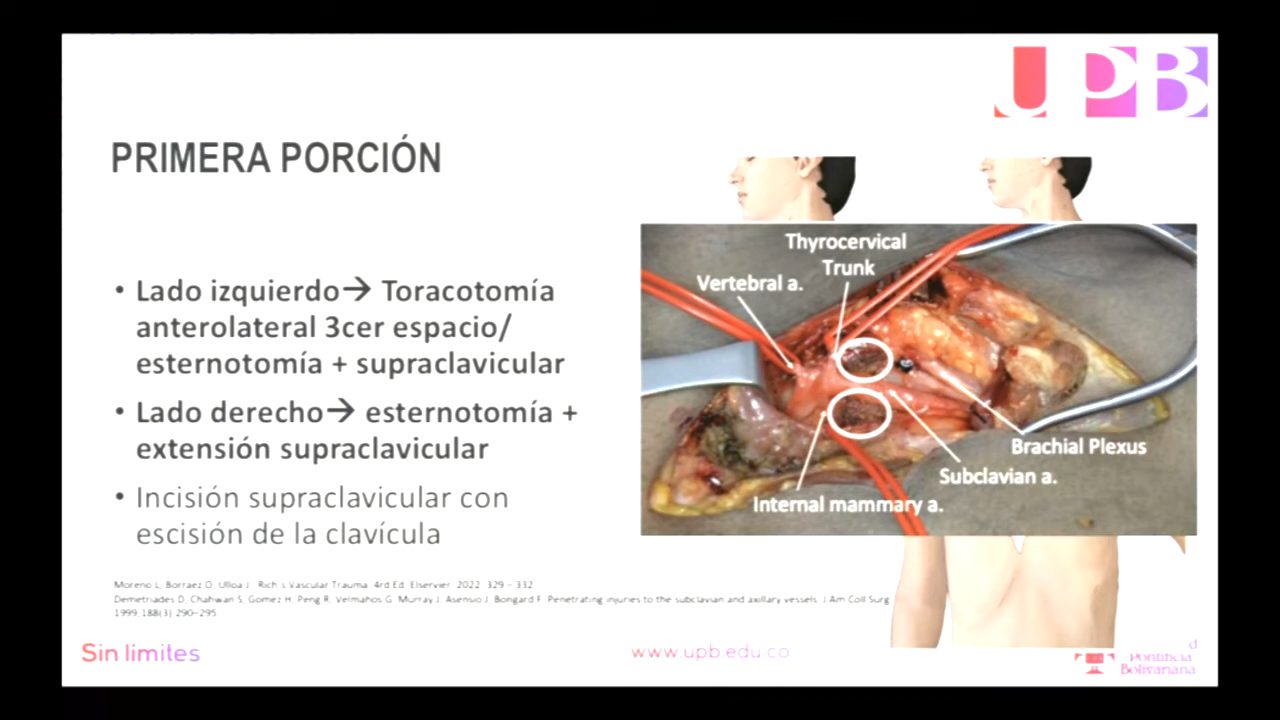 UPB
PRIMERA PORCIÓN
• Lado izquierdo→ Toracotomía
anterolateral 3cer espacio/
esternotomía + supraclavicular
• Lado derecho→ esternotomía +
extensión supraclavicular
• Incisión supraclavicular con
escisión de la clavícula
Thyrocervical
Trunk
Vertebral a.
Brachial Plexus
Subclavian a.
Internal mammary a.
Moreno L, Borraez O, Ulloa J. Rich´s Vascular Trauma. 4rd Ed. Elservier. 2022. 329 - 332.
Demetriades D, Chahwan S, Gomez H, Peng R, Velmahos G, Murray J, Asensio J, Bongard F. Penetrating injuries to the subclavian and axillary vessels. J Am Coll Surg.
1999;188(3) 290–295.
Sin límites
www.upb.edu.co
Pontificia
Bolivariana